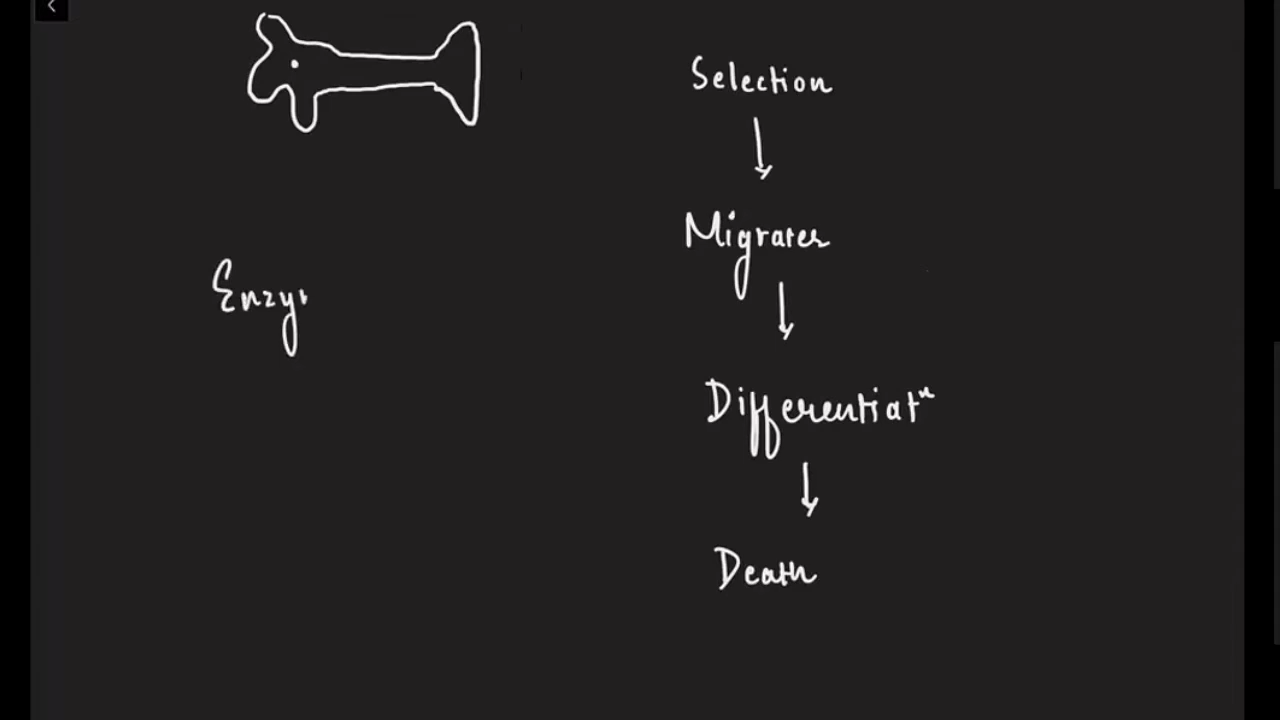 Selection
Migrates
Enzy
Differentiatⁿ
Death